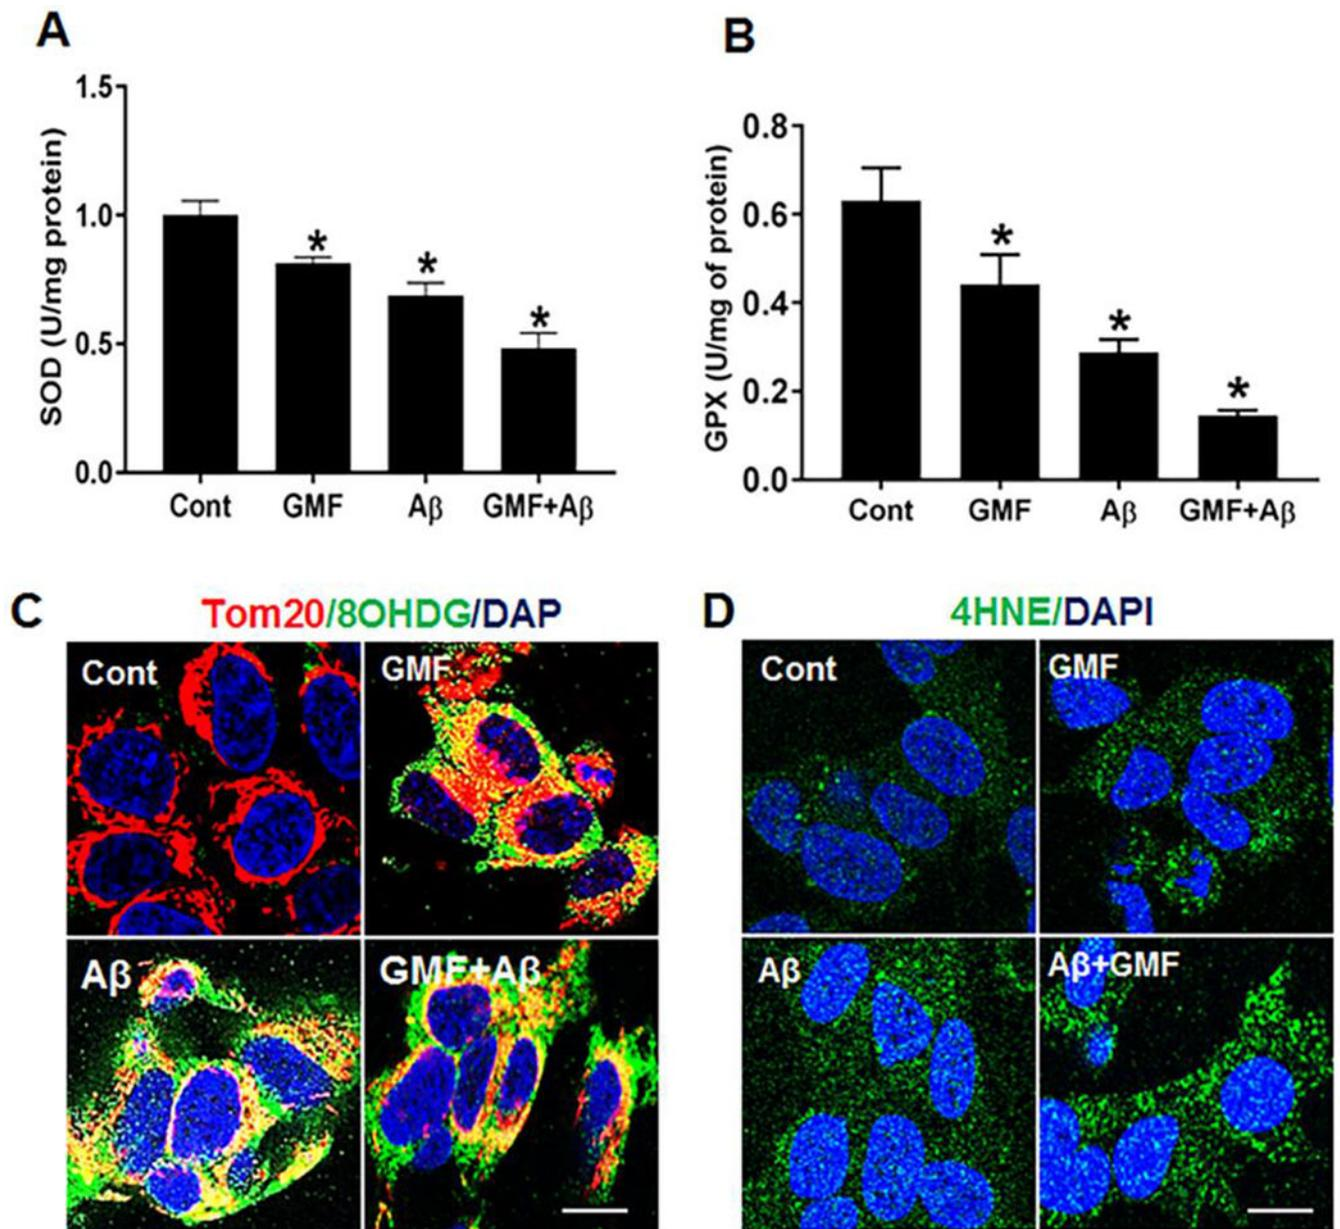 A
SOD (U/mg protein)
1.5
1.0
0.5
0.0
* * *
Cont GMF Aβ GMF+Aβ
B
GPX (U/mg of protein)
0.8
0.6
0.4
0.2
0.0
* * *
Cont GMF Aβ GMF+Aβ
C
Tom20/8OHDG/DAP
Cont GMF
Aβ GMF+Aβ
D
4HNE/DAPI
Cont GMF
Aβ Aβ+GMF